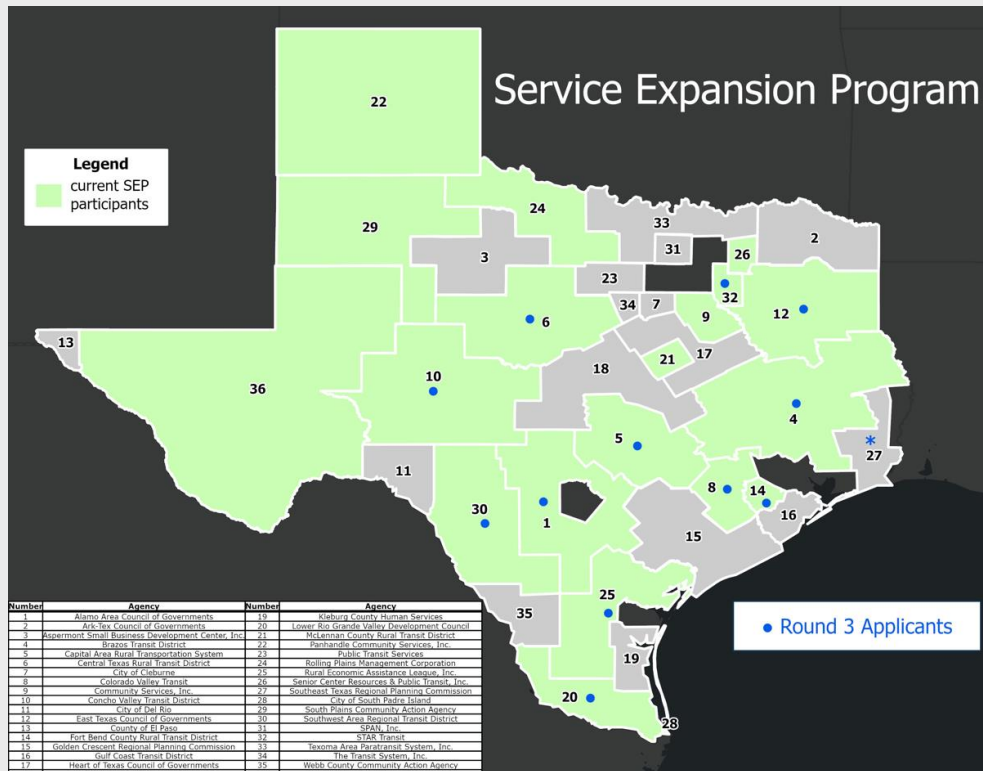 Service Expansion Program
Legend
current SEP
participants
22
29
24
33
2
3
31
26
23
32
34
7
12
6
9
13
21
17
18
10
36
4
5
27
11
8
14
30
1
16
15
25
35
19
20
28
• Round 3 Applicants
*
Number Agency Number Agency
1 Alamo Area Council of Governments 19 Kleburg County Human Services
2 Ark-Tex Council of Governments 20 Lower Rio Grande Valley Development Council
3 Aspermont Small Business Development Center, Inc. 21 McLennan County Rural Transit District
4 Brazos Transit District 22 Panhandle Community Services, Inc.
5 Capital Area Rural Transportation System 23 Public Transit Services
6 Central Texas Rural Transit District 24 Rolling Plains Management Corporation
7 City of Cleburne 25 Rural Economic Assistance League, Inc.
8 Colorado Valley Transit 26 Senior Center Resources & Public Transit, Inc.
9 Community Services, Inc. 27 Southeast Texas Regional Planning Commission
10 Concho Valley Transit District 28 City of South Padre Island
11 City of Del Rio 29 South Plains Community Action Agency
12 East Texas Council of Governments 30 Southwest Area Regional Transit District
13 County of El Paso 31 SPAN, Inc.
14 Fort Bend County Rural Transit District 32 STAR Transit
15 Golden Crescent Regional Planning Commission 33 Texoma Area Paratransit System, Inc.
16 Gulf Coast Transit District 34 The Transit System, Inc.
17 Heart of Texas Council of Governments 35 Webb County Community Action Agency